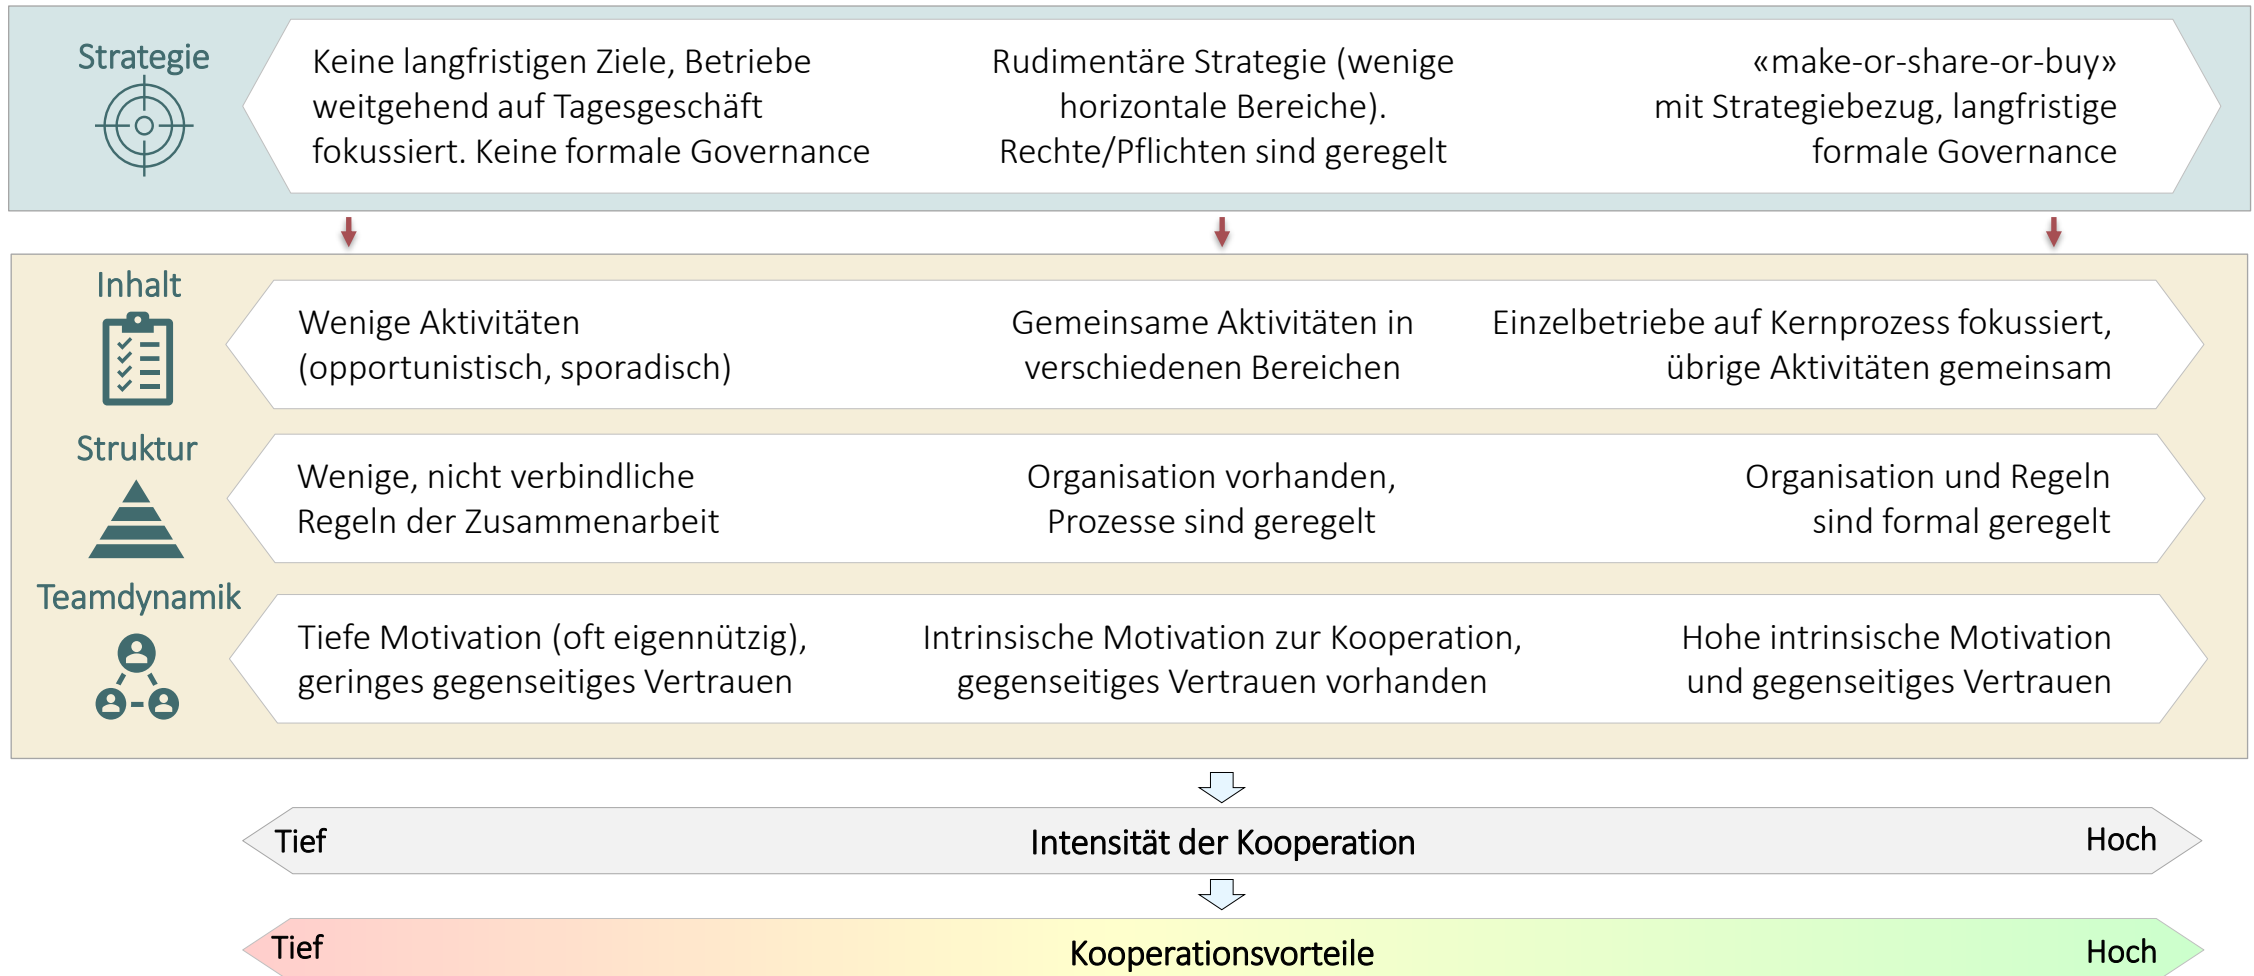 Strategie
Keine langfristigen Ziele, Betriebe
weitgehend auf Tagesgeschäft
fokussiert. Keine formale Governance
Rudimentäre Strategie (wenige
horizontale Bereiche).
Rechte/Pflichten sind geregelt
«make-or-share-or-buy»
mit Strategiebezug, langfristige
formale Governance
Inhalt
Wenige Aktivitäten
(opportunistisch, sporadisch)
Gemeinsame Aktivitäten in
verschiedenen Bereichen
Einzelbetriebe auf Kernprozess fokussiert,
übrige Aktivitäten gemeinsam
Struktur
Wenige, nicht verbindliche
Regeln der Zusammenarbeit
Organisation vorhanden,
Prozesse sind geregelt
Organisation und Regeln
sind formal geregelt
Teamdynamik
Tiefe Motivation (oft eigennützig),
geringes gegenseitiges Vertrauen
Intrinsische Motivation zur Kooperation,
gegenseitiges Vertrauen vorhanden
Hohe intrinsische Motivation
und gegenseitiges Vertrauen
Tief
Intensität der Kooperation
Hoch
Tief
Kooperationsvorteile
Hoch